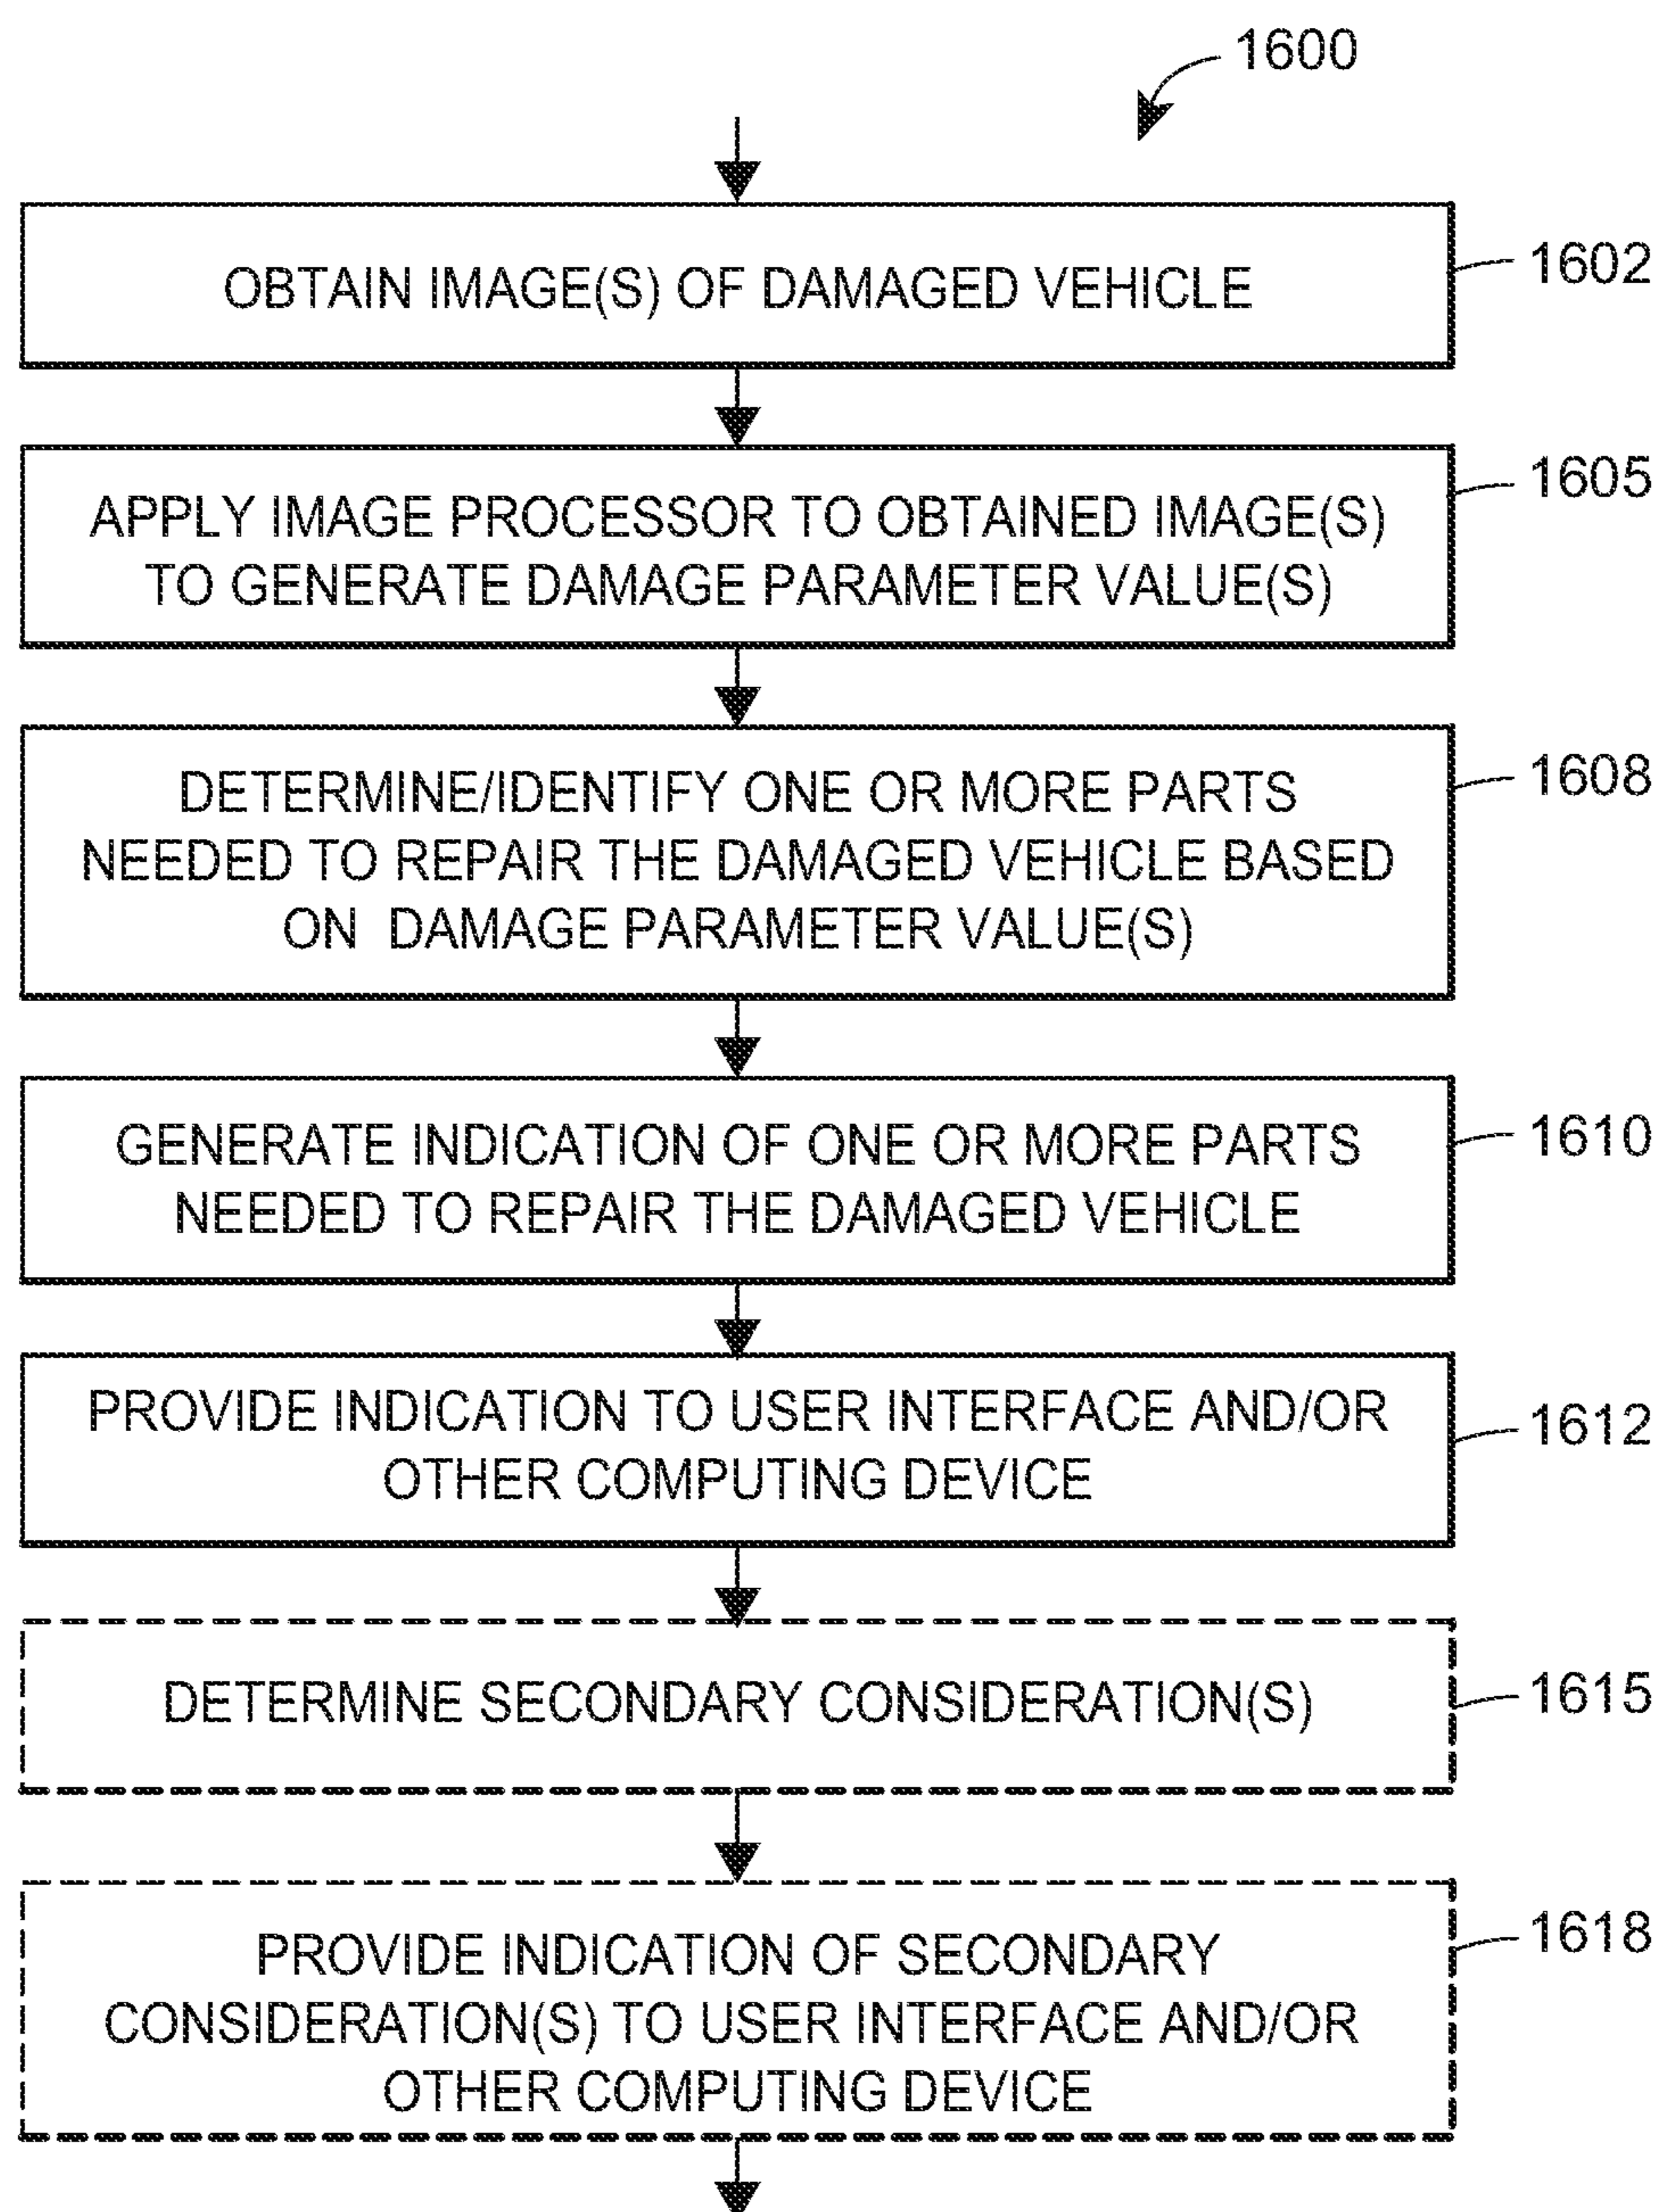 1600
OBTAIN IMAGE(S) OF DAMAGED VEHICLE
1602
APPLY IMAGE PROCESSOR TO OBTAINED IMAGE(S)
TO GENERATE DAMAGE PARAMETER VALUE(S)
1605
DETERMINE/IDENTIFY ONE OR MORE PARTS
NEEDED TO REPAIR THE DAMAGED VEHICLE BASED
ON DAMAGE PARAMETER VALUE(S)
1608
GENERATE INDICATION OF ONE OR MORE PARTS
NEEDED TO REPAIR THE DAMAGED VEHICLE
1610
PROVIDE INDICATION TO USER INTERFACE AND/OR
OTHER COMPUTING DEVICE
1612
DETERMINE SECONDARY CONSIDERATION(S)
1615
PROVIDE INDICATION OF SECONDARY
CONSIDERATION(S) TO USER INTERFACE AND/OR
OTHER COMPUTING DEVICE
1618